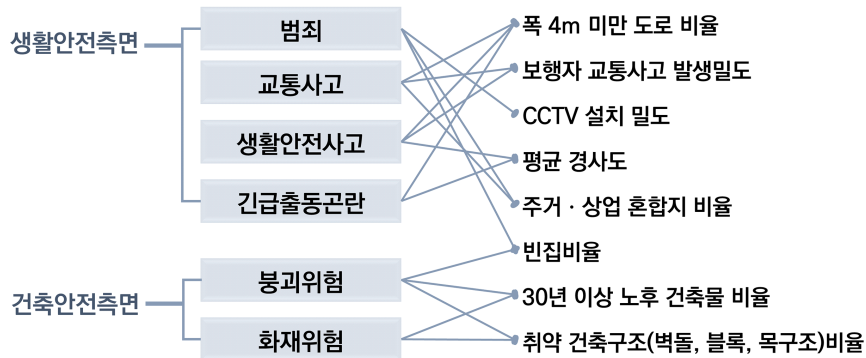 생활안전측면
범죄
교통사고
생활안전사고
긴급출동곤란
건축안전측면
붕괴위험
화재위험
폭 4m 미만 도로 비율
보행자 교통사고 발생밀도
CCTV 설치 밀도
평균 경사도
주거 · 상업 혼합지 비율
빈집비율
30년 이상 노후 건축물 비율
취약 건축구조(벽돌, 블록, 목구조)비율